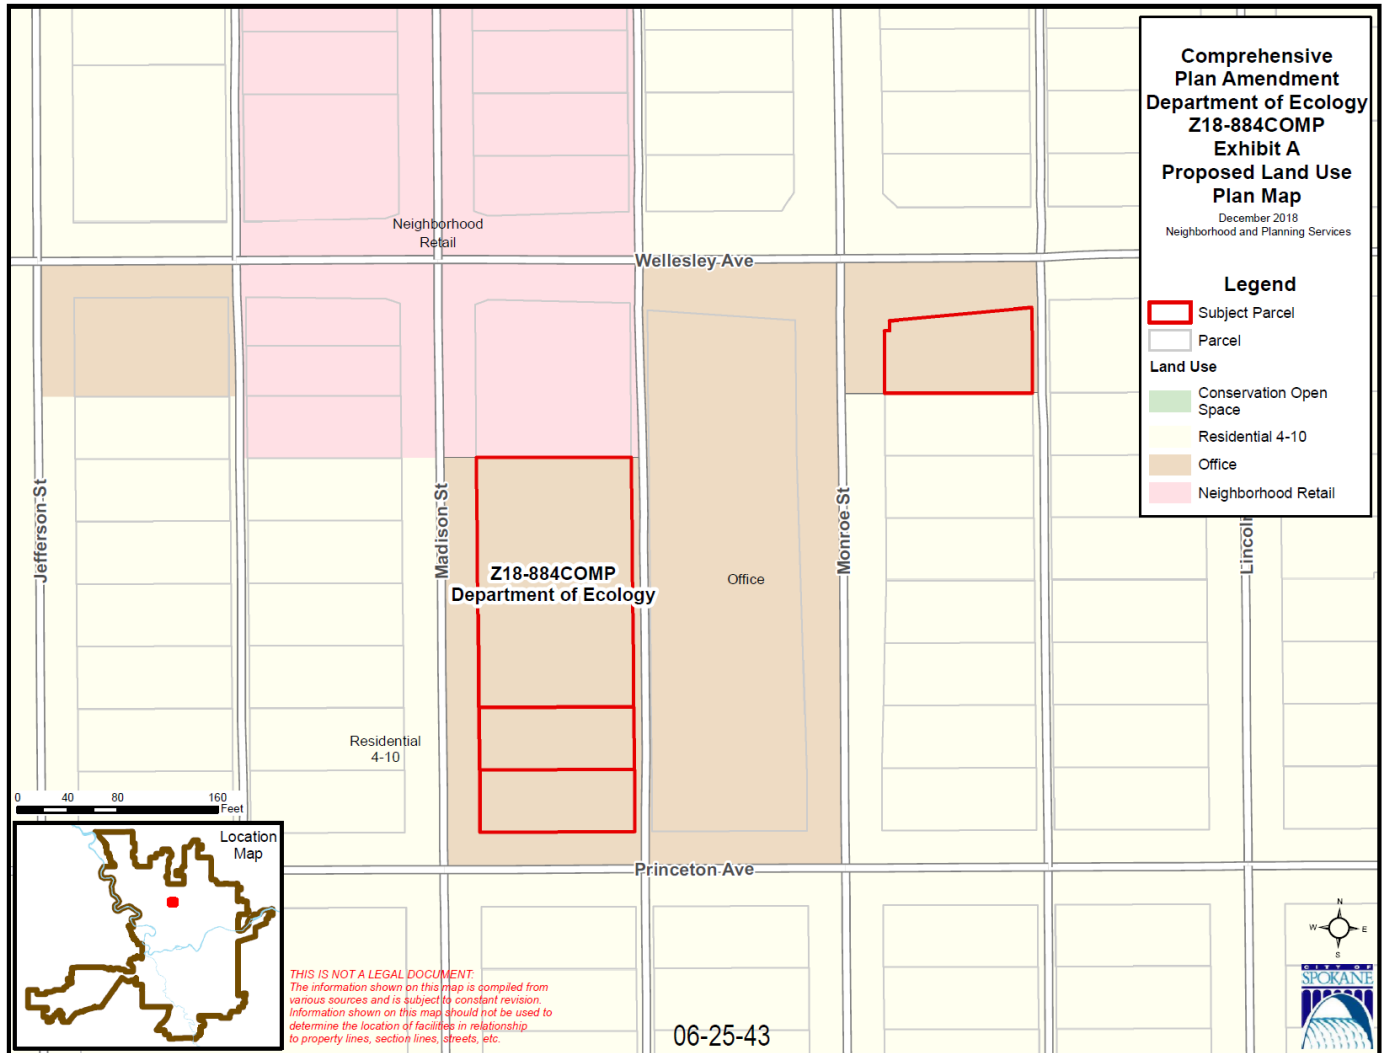 Comprehensive
Plan Amendment
Department of Ecology
Z18-884COMP
Exhibit A
Proposed Land Use
Plan Map
December 2018
Neighborhood and Planning Services
Legend
Subject Parcel
Parcel
Land Use
Conservation Open
Space
Residential 4-10
Office
Neighborhood Retail
Neighborhood
Retail
Wellesley Ave
Jefferson St
Madison St
Monroe St
Lincoln
Z18-884COMP
Department of Ecology
Office
Residential
4-10
0 40 80 160
Feet
Princeton Ave
Location
Map
THIS IS NOT A LEGAL DOCUMENT:
The information shown on this map is compiled from
various sources and is subject to constant revision.
Information shown on this map should not be used to
determine the location of facilities in relationship
to property lines, section lines, streets, etc.
06-25-43
N
W E
S
CITY OF
SPOKANE